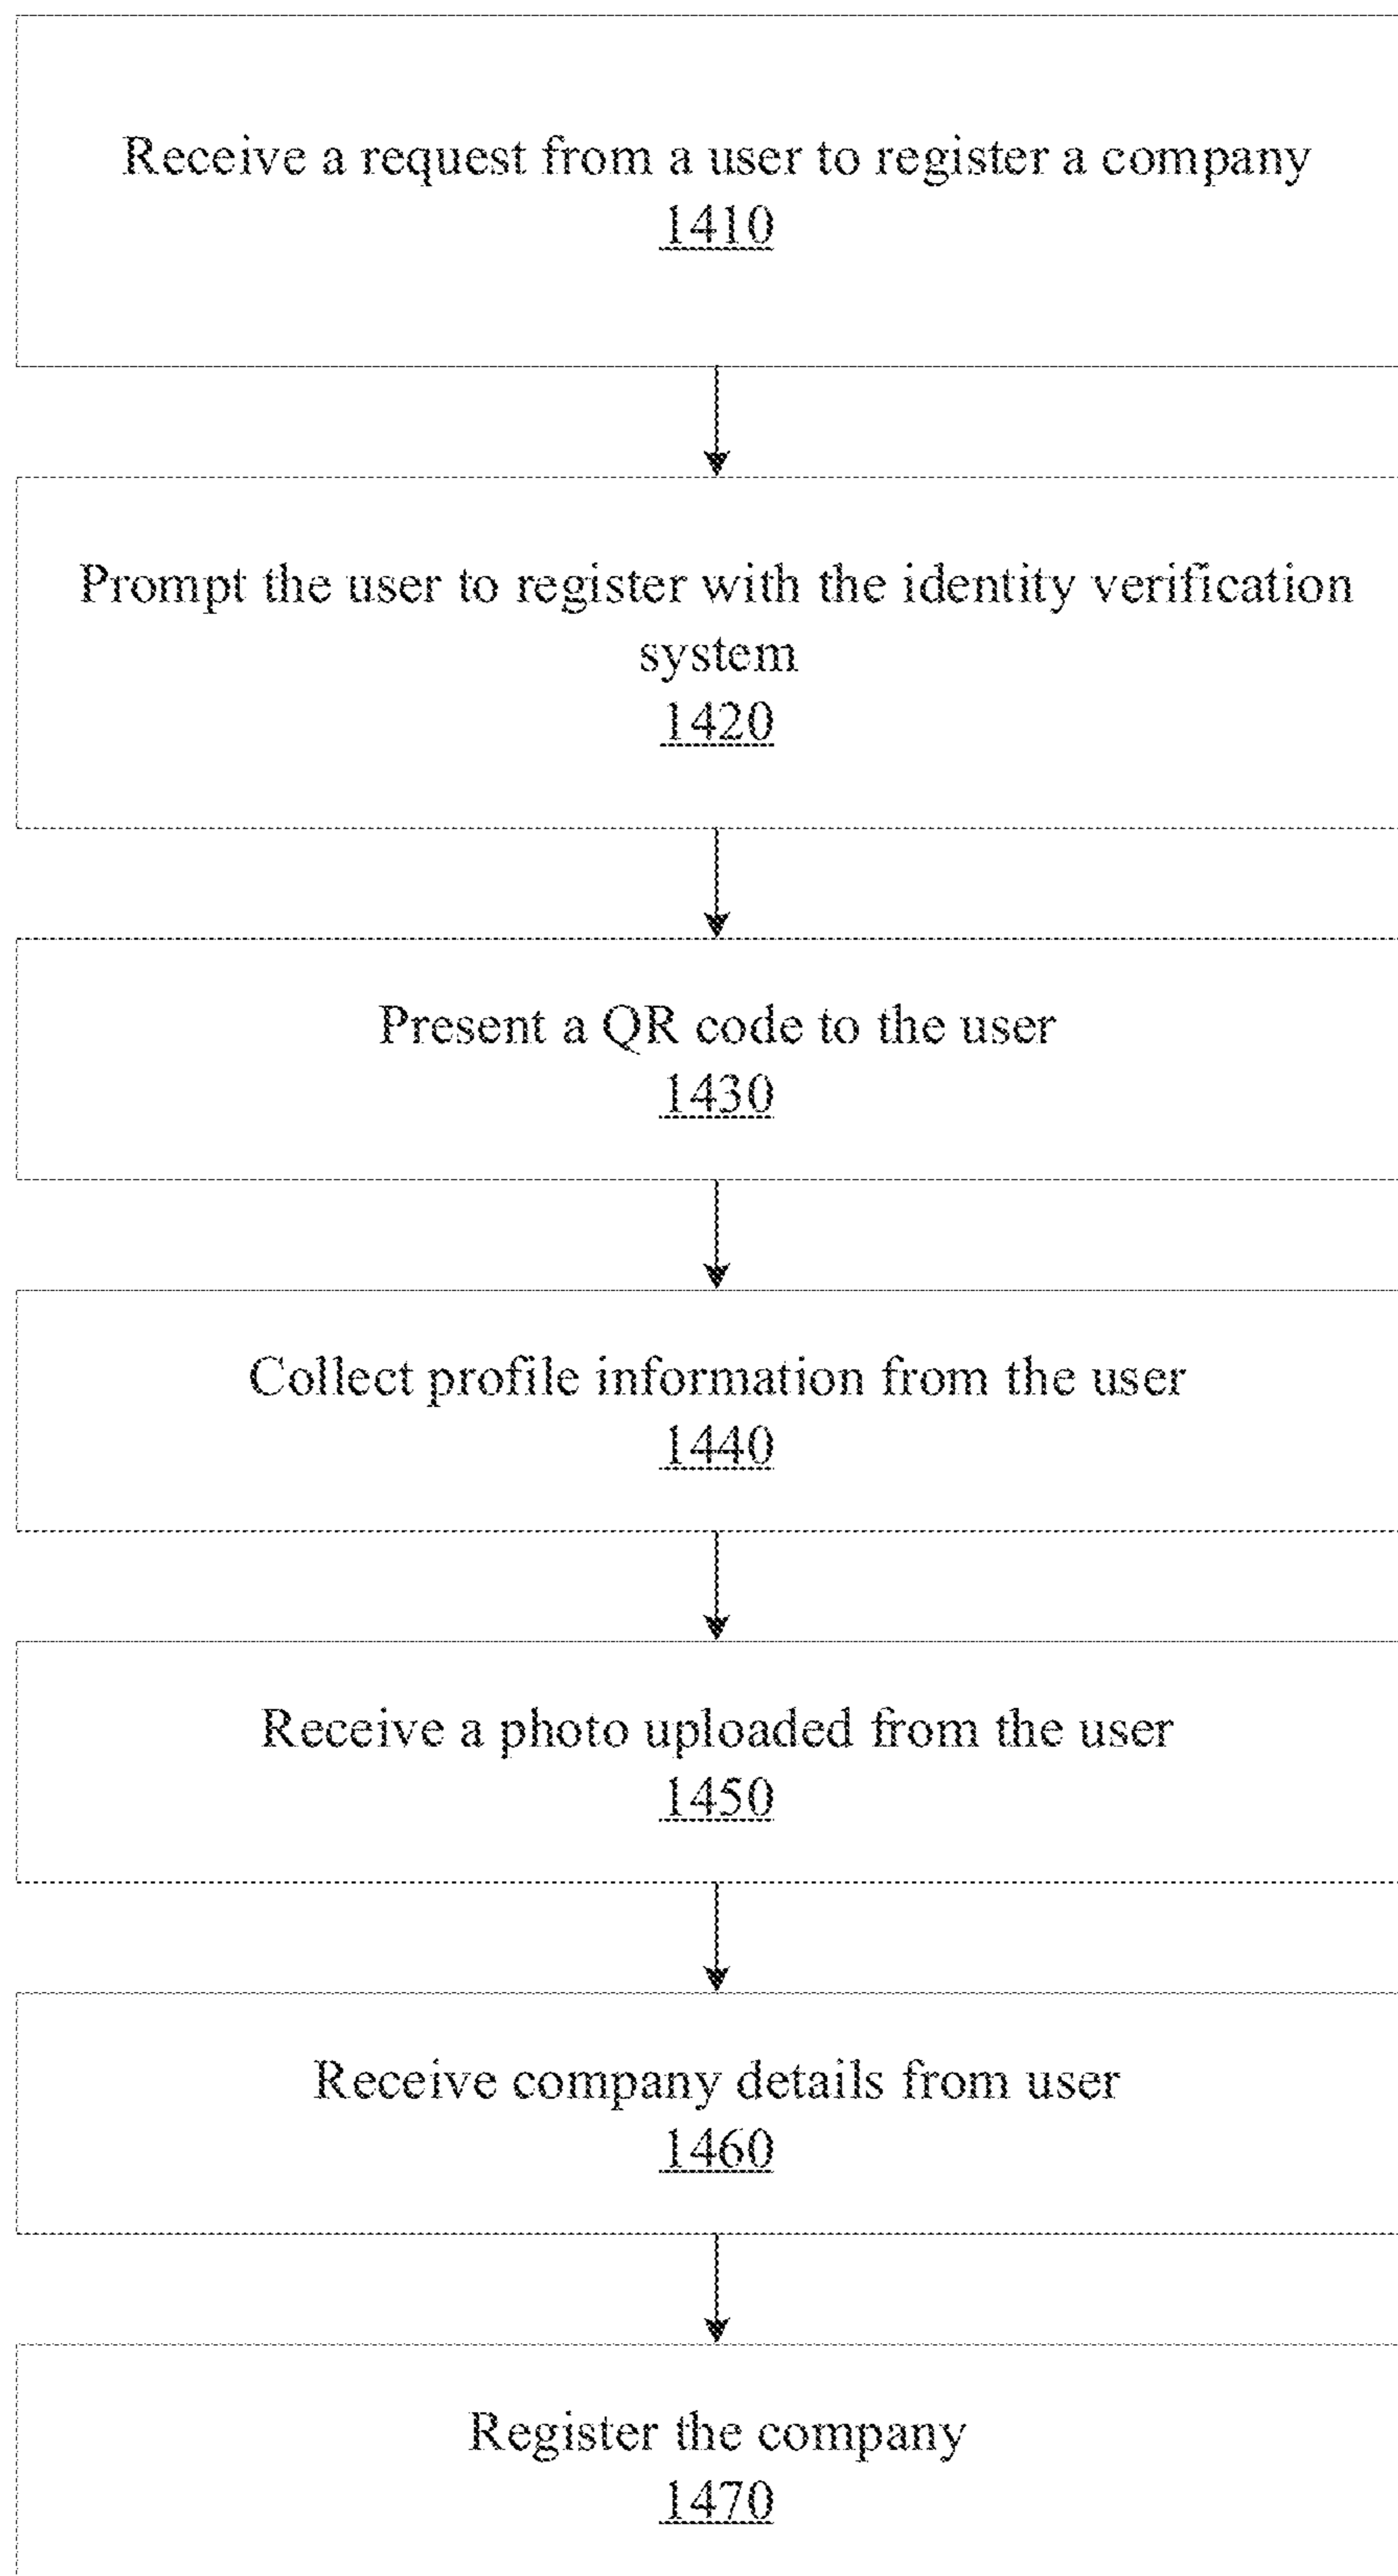 Receive a request from a user to register a company
1410
Prompt the user to register with the identity verification
system
1420
Present a QR code to the user
1430
Collect profile information from the user
1440
Receive a photo uploaded from the user
1450
Receive company details from user
1460
Register the company
1470